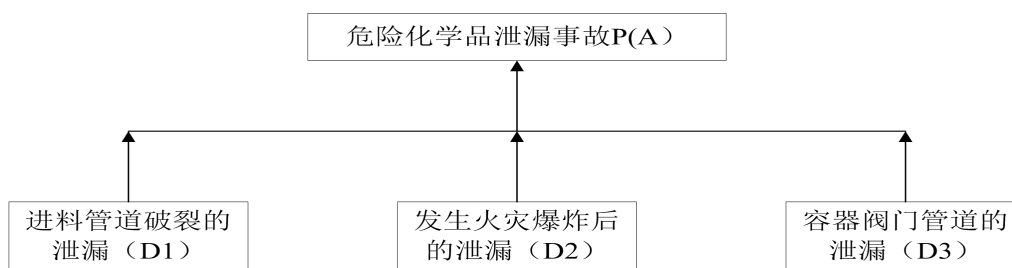 危险化学品泄漏事故P(A）
进料管道破裂的
泄漏（D1）
发生火灾爆炸后
的泄漏（D2）
容器阀门管道的
泄漏（D3）